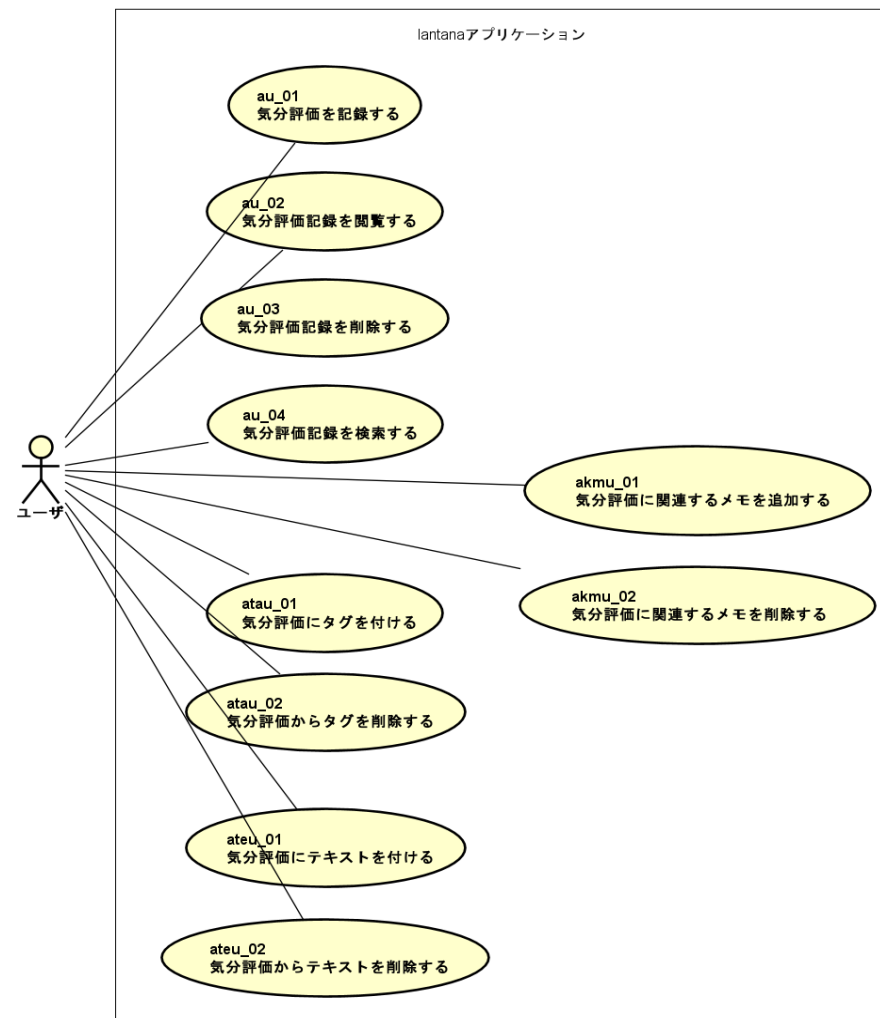 lantanaアプリケーション
au_01
気分評価を記録する
au_02
気分評価記録を閲覧する
au_03
気分評価記録を削除する
au_04
気分評価記録を検索する
ユーザ
akmu_01
気分評価に関連するメモを追加する
akmu_02
気分評価に関連するメモを削除する
atau_01
気分評価にタグを付ける
atau_02
気分評価からタグを削除する
ateu_01
気分評価にテキストを付ける
ateu_02
気分評価からテキストを削除する